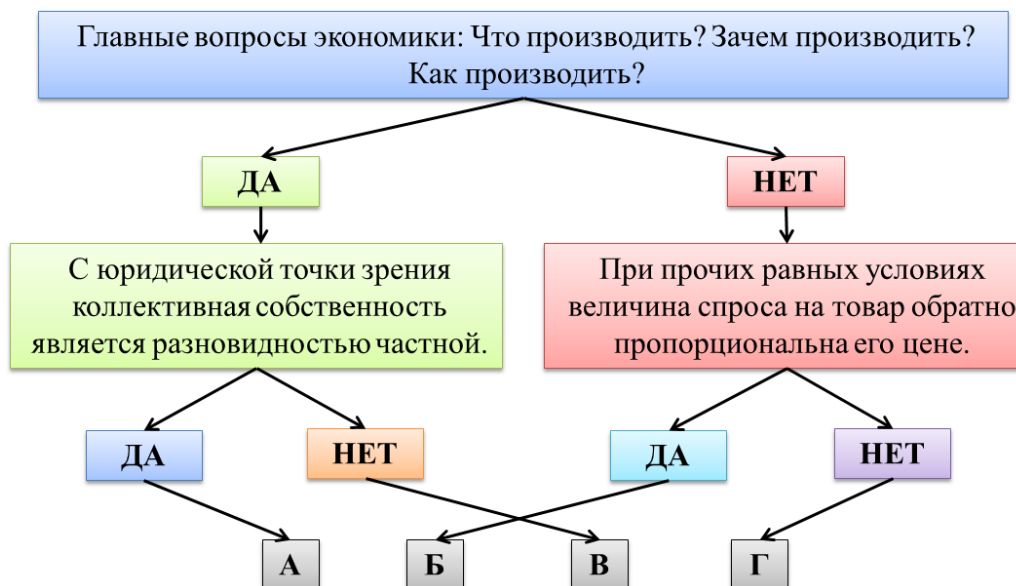 Главные вопросы экономики: Что производить? Зачем производить?
Как производить?
ДА
НЕТ
С юридической точки зрения
коллективная собственность
является разновидностью частной.
При прочих равных условиях
величина спроса на товар обратно
пропорциональна его цене.
ДА
НЕТ
ДА
НЕТ
А
Б
В
Г